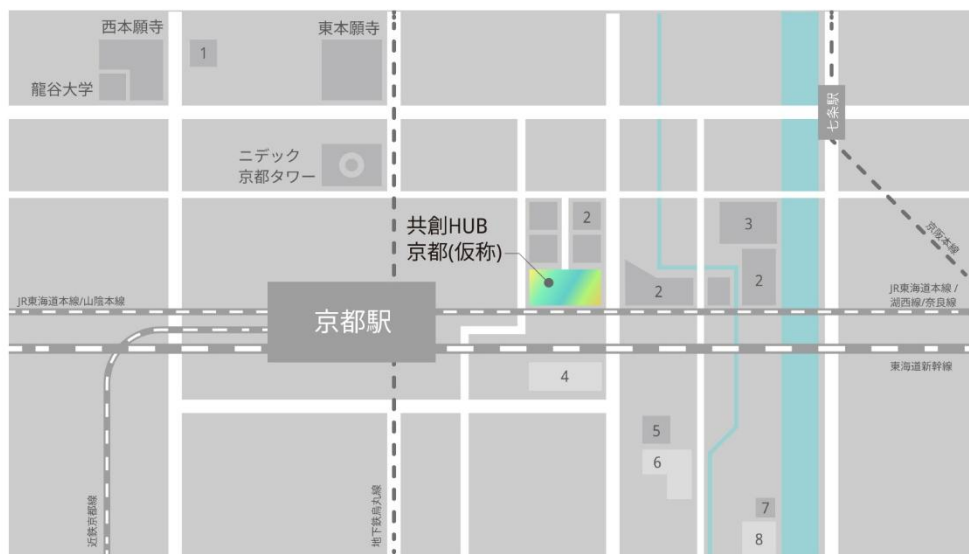 西本願寺
東本願寺
1
龍谷大学
七条駅
ニデック
京都タワー
2
3
共創HUB
京都(仮称)
京阪本線
2
2
JR東海道本線/山陰本線
JR東海道本線 /
湖西線/奈良線
京都駅
東海道新幹線
4
5
6
近鉄京都線
地下鉄烏丸線
7
8